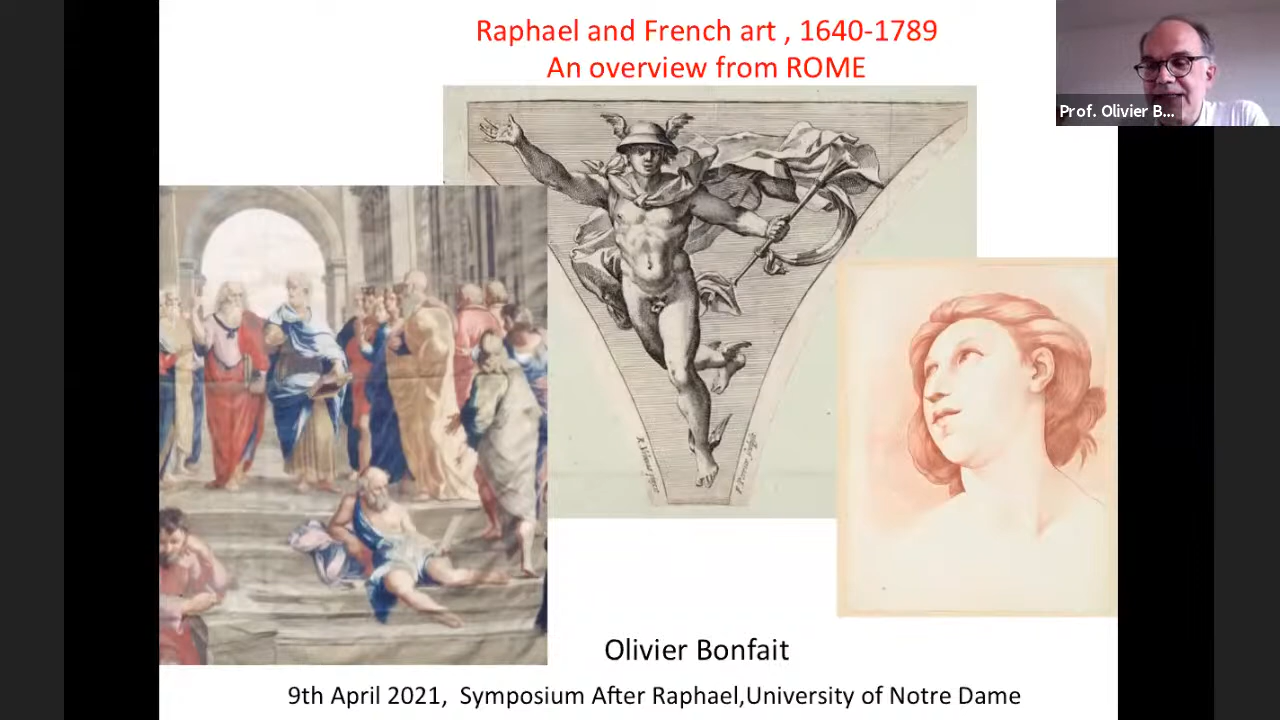 Raphael and French art , 1640-1789
An overview from ROME
Prof. Olivier B...
Olivier Bonfait
9th April 2021,  Symposium After Raphael,University of Notre Dame